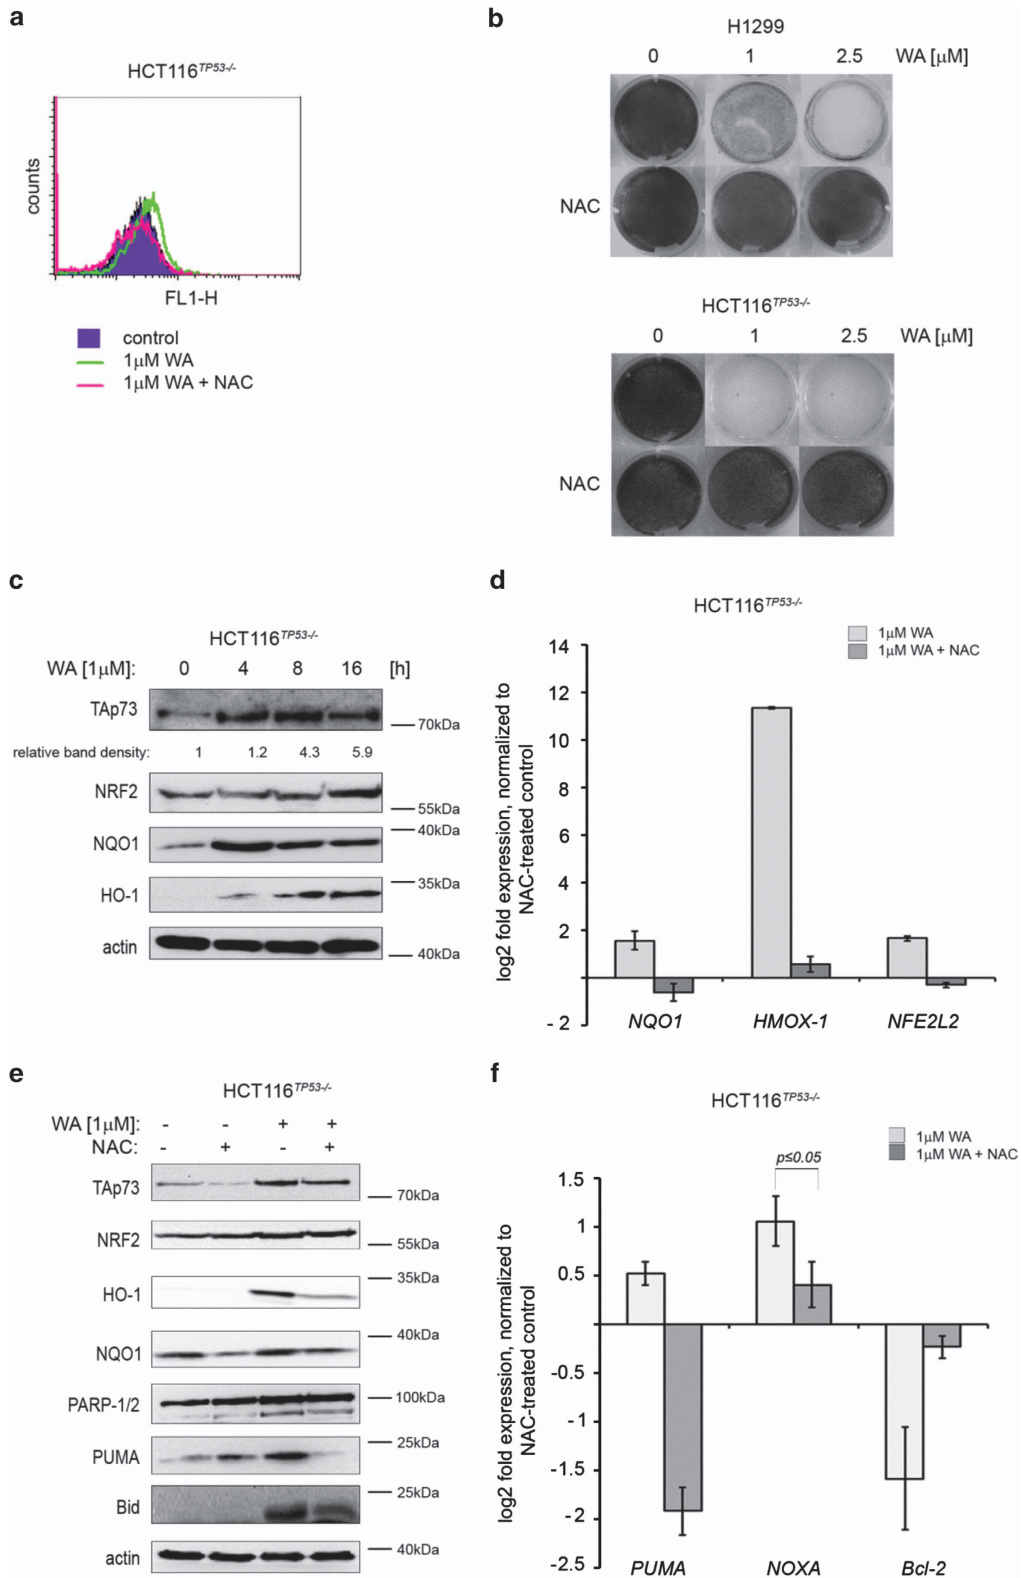 a
HCT116TP53-/-
counts
FL1-H
control
1µM WA
1µM WA + NAC
b
H1299
0 1 2.5 WA [µM]
NAC
HCT116TP53-/-
0 1 2.5 WA [µM]
NAC
c
HCT116TP53-/-
WA [1µM]: 0 4 8 16 [h]
TAp73
70kDa
relative band density: 1 1.2 4.3 5.9
NRF2
55kDa
40kDa
NQO1
35kDa
HO-1
actin
40kDa
d
HCT116TP53-/-
1µM WA
1µM WA + NAC
log2 fold expression, normalized to
NAC-treated control
14
12
10
8
6
4
2
- 2
NQO1 HMOX-1 NFE2L2
e
HCT116TP53-/-
WA [1µM]: - - + +
NAC: - + - +
TAp73
70kDa
NRF2
55kDa
35kDa
HO-1
40kDa
NQO1
PARP-1/2
100kDa
25kDa
PUMA
25kDa
Bid
40kDa
actin
f
HCT116TP53-/-
1µM WA
1µM WA + NAC
p≤0.05
log2 fold expression, normalized to
NAC-treated control
1.5
1
0.5
-0.5
-1
-1.5
-2
-2.5
PUMA NOXA Bcl-2